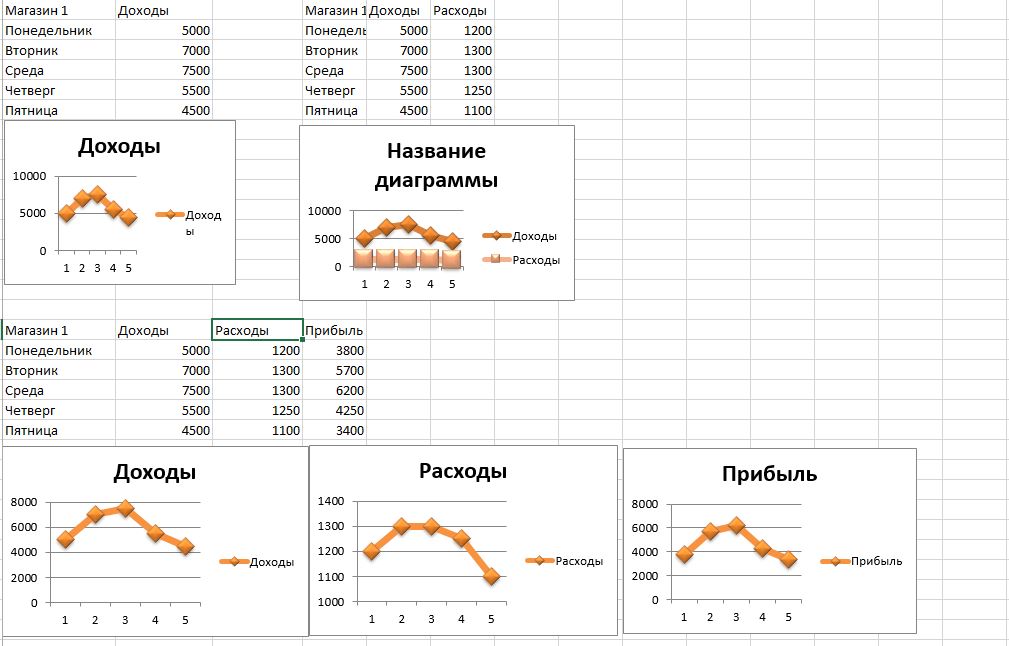 Магазин 1 Доходы Магазин 1 Доходы Расходы
Понедельник 5000 Понедель 5000 1200
Вторник 7000 Вторник 7000 1300
Среда 7500 Среда 7500 1300
Четверг 5500 Четверг 5500 1250
Пятница 4500 Пятница 4500 1100
Доходы
10000
5000
0
1 2 3 4 5
Доход
ы
Название
диаграммы
10000
5000
0
1 2 3 4 5
Доходы
Расходы
Магазин 1 Доходы Расходы Прибыль
Понедельник 5000 1200 3800
Вторник 7000 1300 5700
Среда 7500 1300 6200
Четверг 5500 1250 4250
Пятница 4500 1100 3400
Доходы
8000
6000
4000
2000
0
1 2 3 4 5
Доходы
Расходы
1400
1300
1200
1100
1000
1 2 3 4 5
Расходы
Прибыль
8000
6000
4000
2000
0
1 2 3 4 5
Прибыль